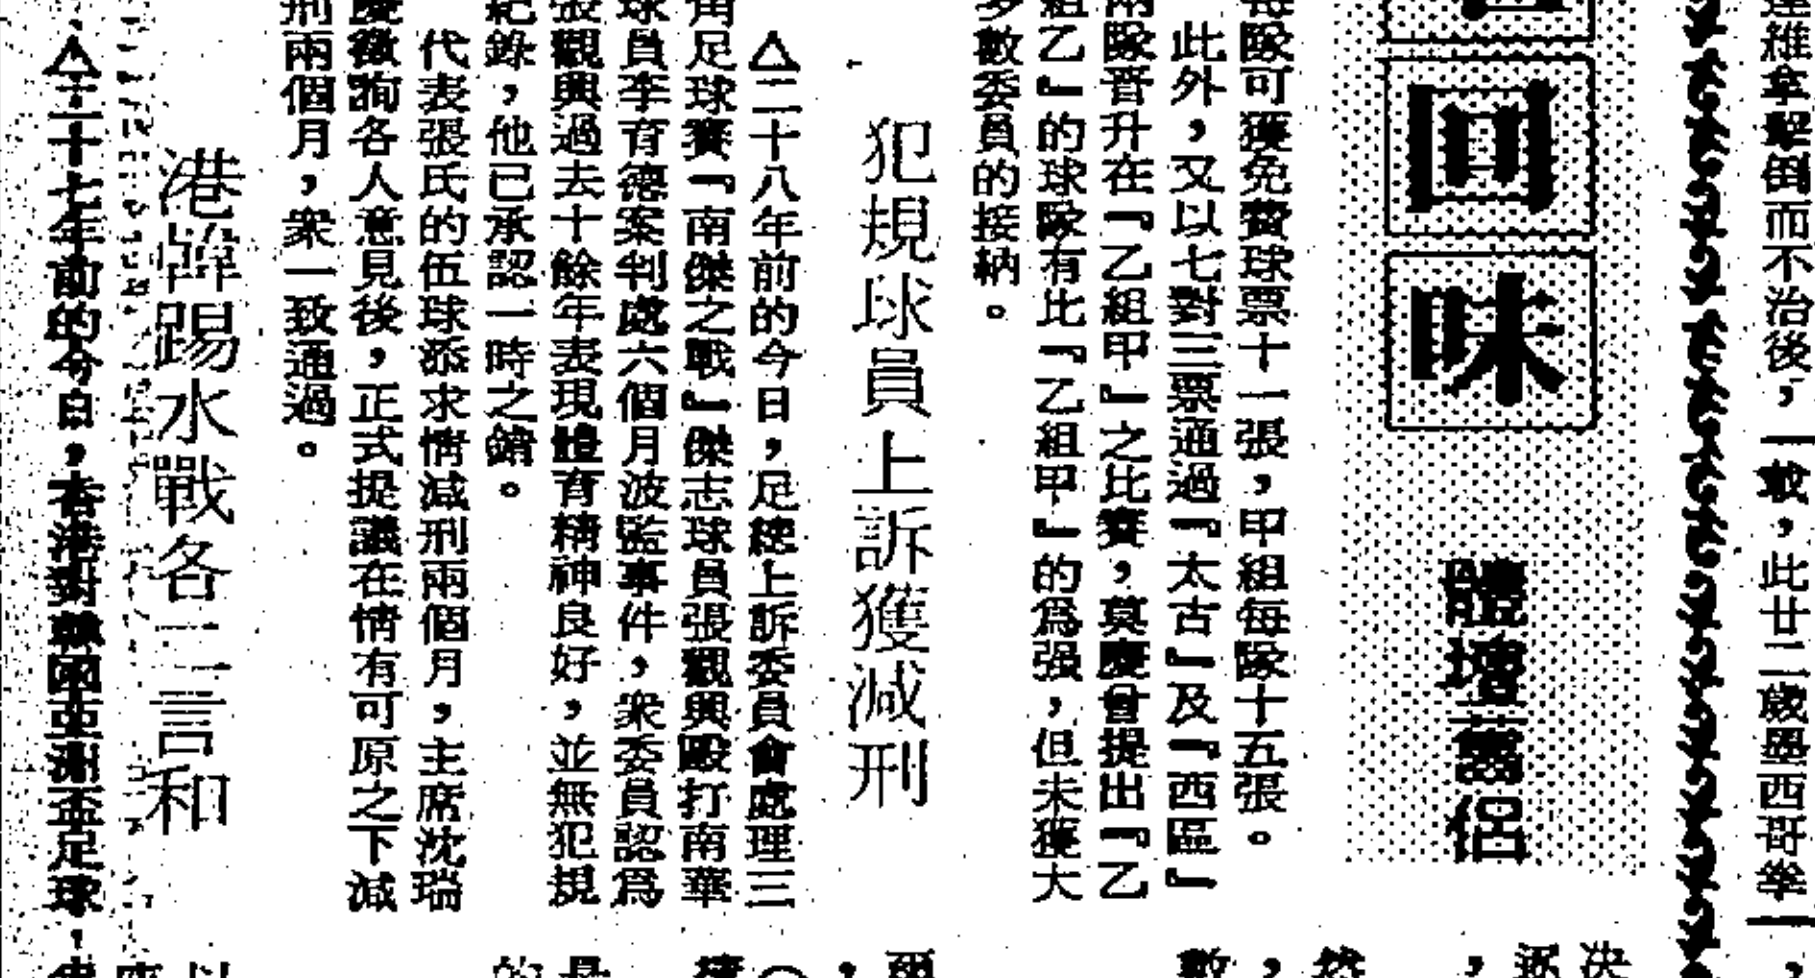 維拿擊倒而不治後，一敢，此廿二歲墨西哥拳
回味
體壇舊侶
每隊可獲免費球票十一張，甲組每隊十五張。
此外，又以七對三票通過『太古』及『西區』
兩隊晋升在『乙組甲』之比賽，莫慶會提出『乙
組乙』的球隊有比『乙組甲』的爲强，但未獲大
多數委員的接納。
犯規球員上訴獲減刑
△二十八年前的今日，足總上訴委員會處理三
角足球賽『南傑之戰』傑志球員張觀興毆打南華
球員李育德案判處六個月波監事件，衆委員認爲
張觀興過去十餘年表現體育精神良好，並無犯規
紀錄，他已承認一時之錯。
代表張氏的伍球添求情減刑兩個月，主席沈瑞
慶徵詢各人意見後，正式提議在情有可原之下減
刑兩個月，衆一致通過。
港韓踢水戰各二言和
△二十七年前的今日，香港對韓國亞洲盃足球，